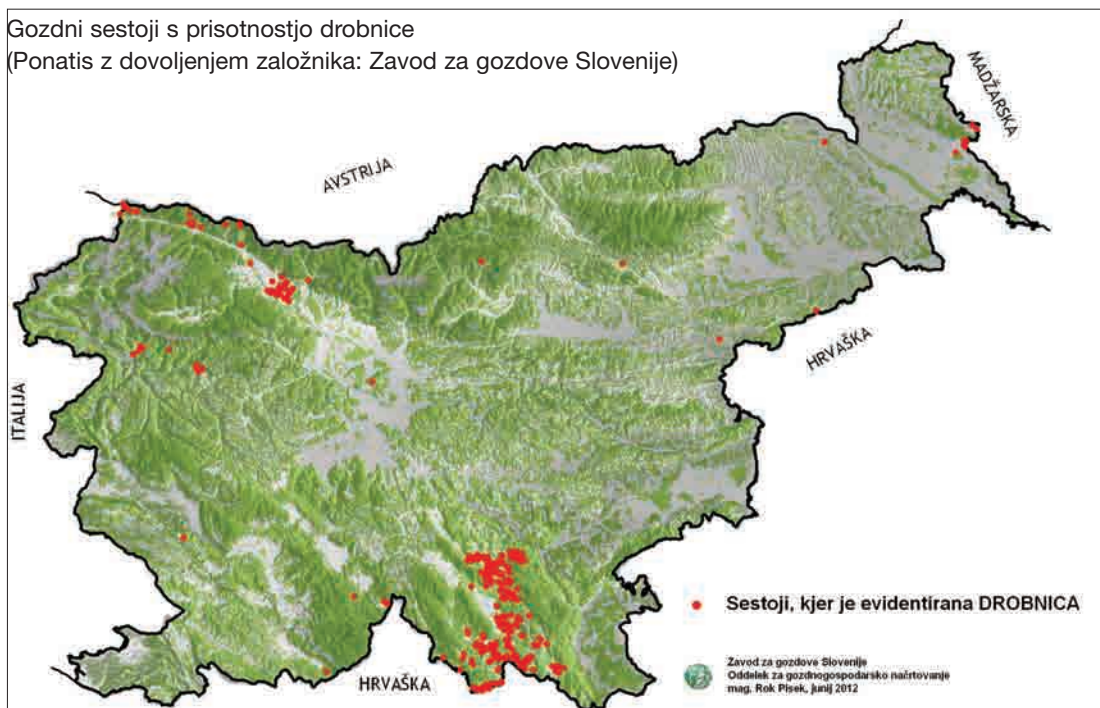 Gozdni sestoji s prisotnostjo drobnice
(Ponatis z dovoljenjem založnika: Zavod za gozdove Slovenije)
MADŽARSKA
AVSTRIJA
HRVAŠKA
ITALIJA
Sestoji, kjer je evidentirana DROBNICA
HRVAŠKA
Zavod za gozdove Slovenije
Oddelek za gozdnogospodarsko načrtovanje
mag. Rok Pisek, junij 2012